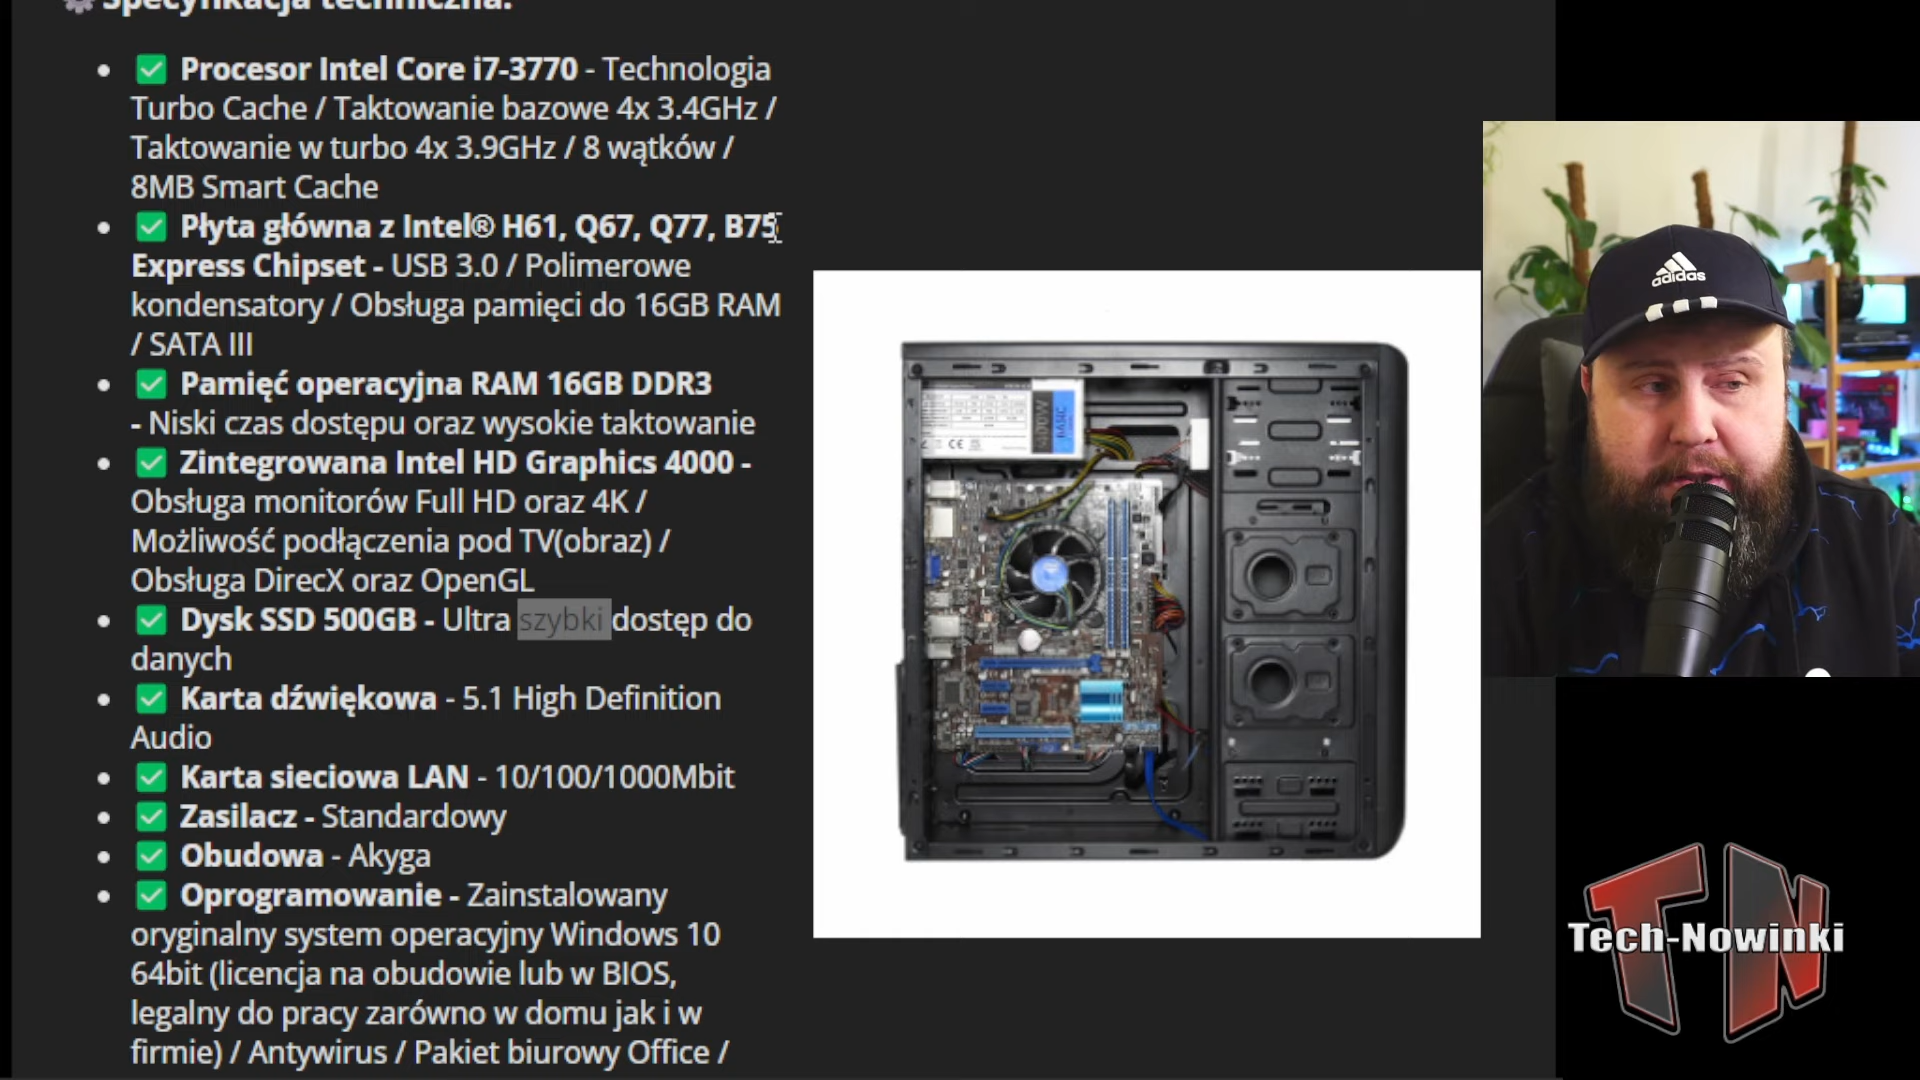 Specyfikacja techniczna:
✅ Procesor Intel Core i7-3770 - Technologia
Turbo Cache / Taktowanie bazowe 4x 3.4GHz /
Taktowanie w turbo 4x 3.9GHz / 8 wątków /
8MB Smart Cache
✅ Płyta główna z Intel® H61, Q67, Q77, B75
Express Chipset - USB 3.0 / Polimerowe
kondensatory / Obsługa pamięci do 16GB RAM
/ SATA III
✅ Pamięć operacyjna RAM 16GB DDR3
- Niski czas dostępu oraz wysokie taktowanie
✅ Zintegrowana Intel HD Graphics 4000 -
Obsługa monitorów Full HD oraz 4K /
Możliwość podłączenia pod TV(obraz) /
Obsługa DirecX oraz OpenGL
✅ Dysk SSD 500GB - Ultra szybki dostęp do
danych
✅ Karta dźwiękowa - 5.1 High Definition
Audio
✅ Karta sieciowa LAN - 10/100/1000Mbit
✅ Zasilacz - Standardowy
✅ Obudowa - Akyga
✅ Oprogramowanie - Zainstalowany
oryginalny system operacyjny Windows 10
64bit (licencja na obudowie lub w BIOS,
legalny do pracy zarówno w domu jak i w
firmie) / Antywirus / Pakiet biurowy Office /
400W
BASIC
CE
adidas
TN
Tech-Nowinki